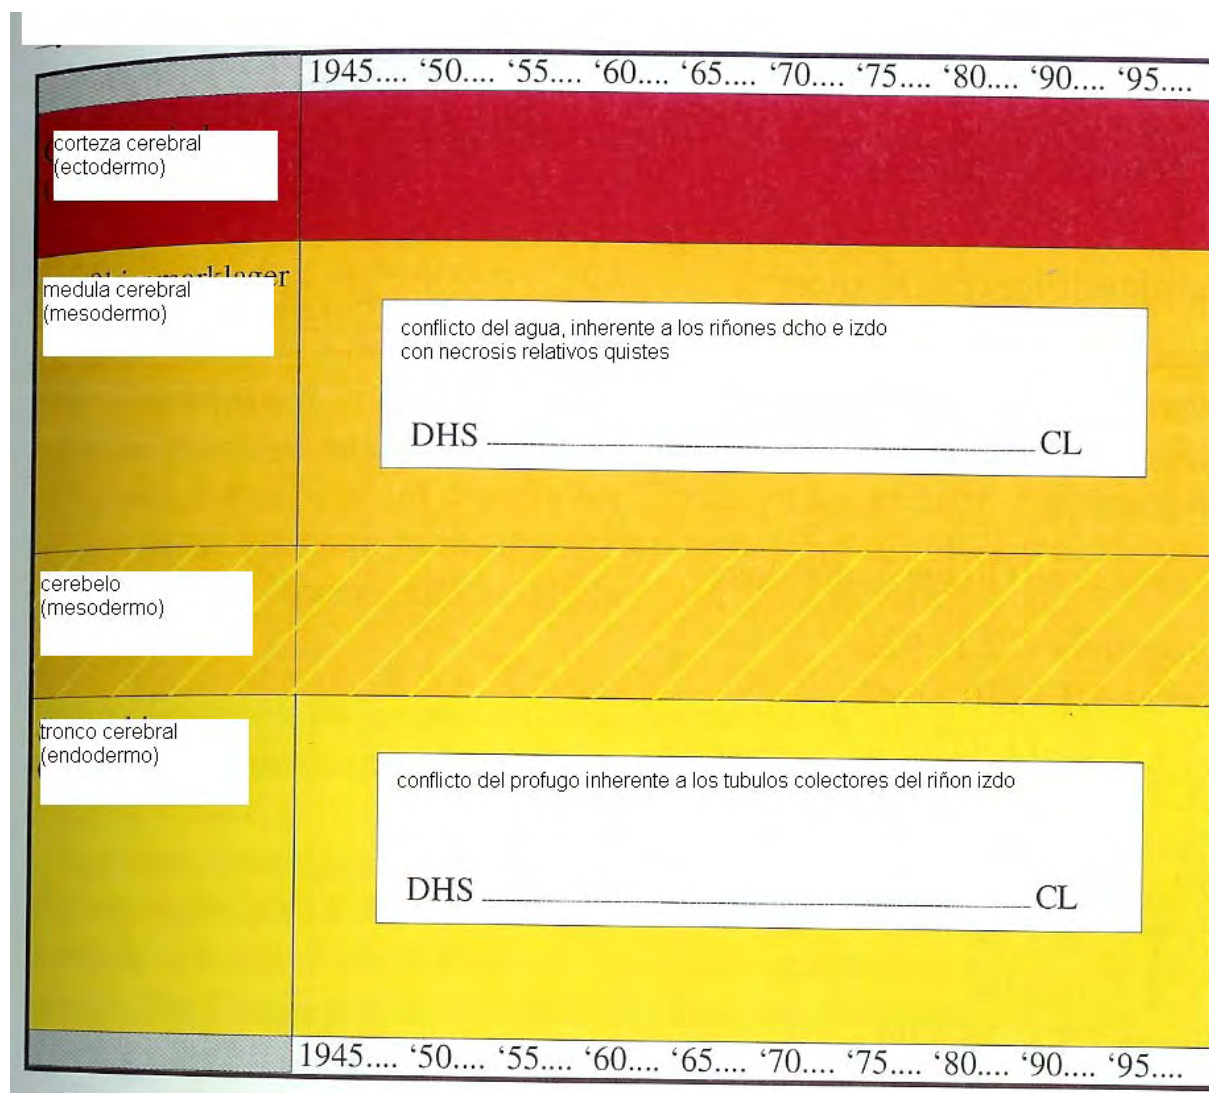 1945.... ‘50.... ‘55.... ‘60.... ‘65.... ‘70.... ‘75.... ‘80.... ‘90.... ‘95....
corteza cerebral
(ectodermo)
medula cerebral
(mesodermo)
conflicto del agua, inherente a los riñones dcho e izdo
con necrosis relativos quistes
DHS CL
cerebelo
(mesodermo)
tronco cerebral
(endodermo)
conflicto del profugo inherente a los tubulos colectores del riñon izdo
DHS CL
1945.... ‘50.... ‘55.... ‘60.... ‘65.... ‘70.... ‘75.... ‘80.... ‘90.... ‘95....